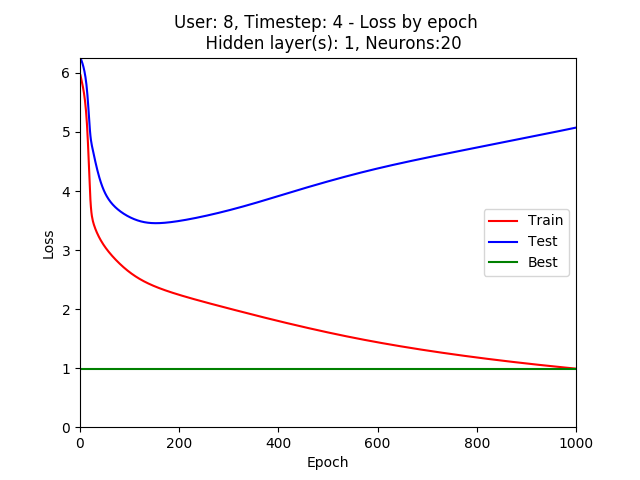 User: 8, Timestep: 4 - Loss by epoch
Hidden layer(s): 1, Neurons:20
6
5
4
3
2
1
0
Loss
Train
Test
Best
0
200
400
600
800
1000
Epoch